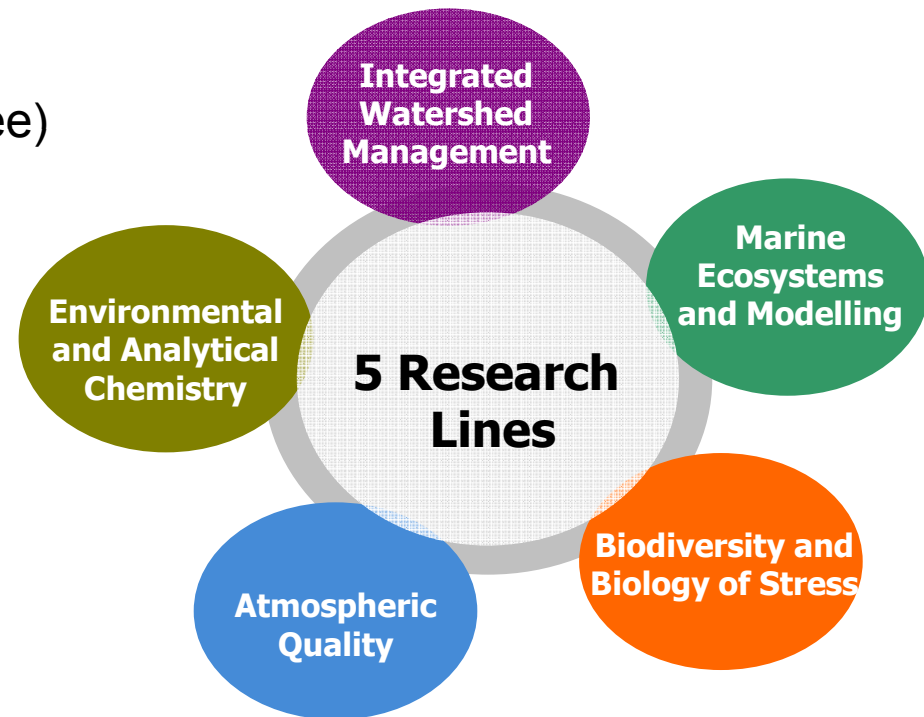 ee)
Integrated
Watershed
Management
Marine
Ecosystems
and Modelling
Environmental
and Analytical
Chemistry
5 Research
Lines
Biodiversity and
Biology of Stress
Atmospheric
Quality